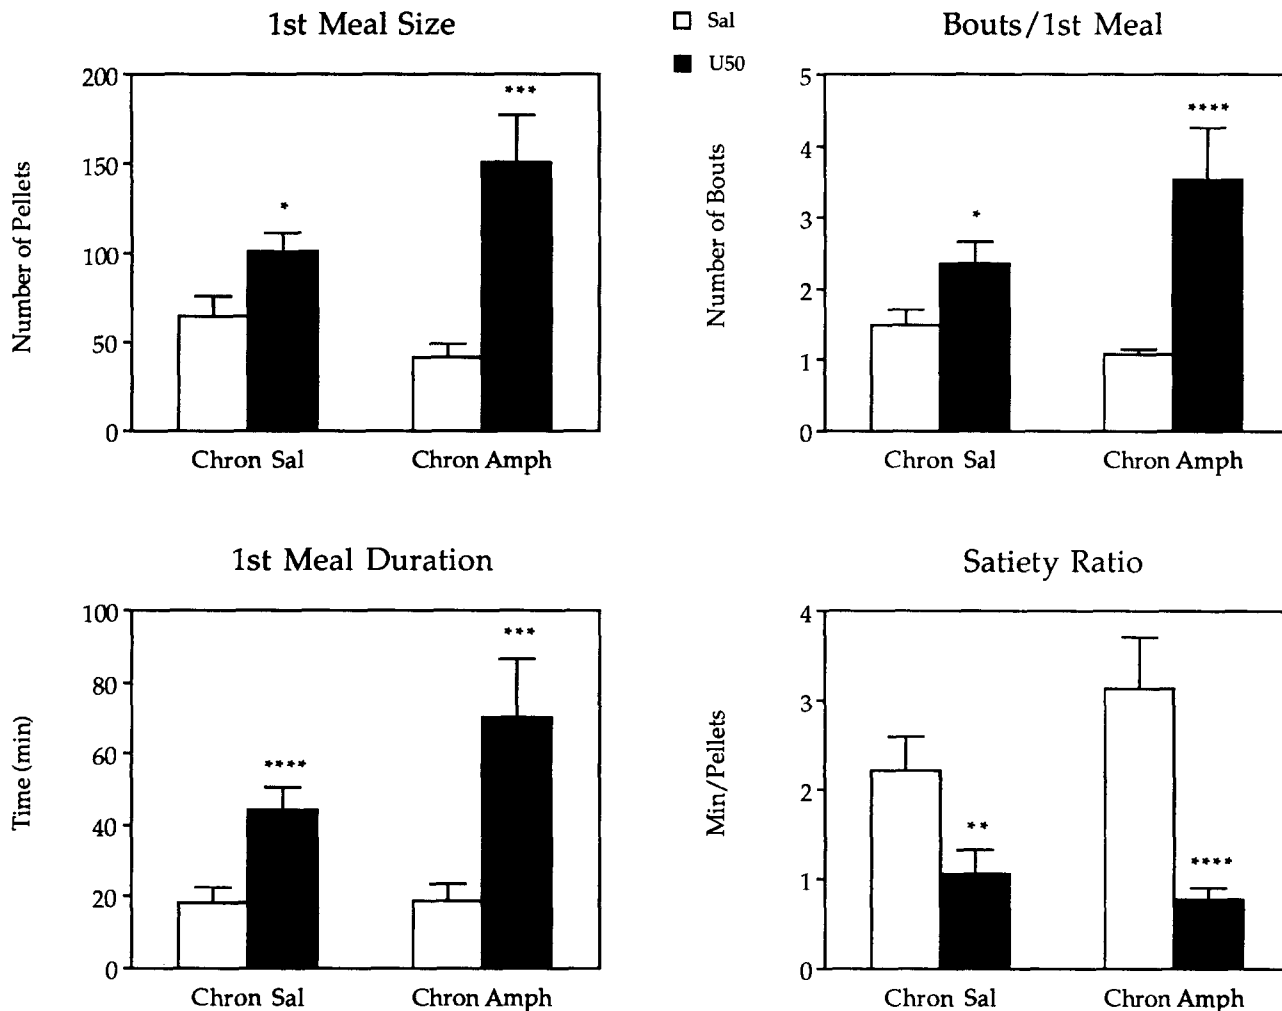 1st Meal Size
Number of Pellets
200
150
100
50
0
*
***
Chron Sal Chron Amph
Sal
U50
Bouts/1st Meal
Number of Bouts
5
4
3
2
1
0
*
****
Chron Sal Chron Amph
1st Meal Duration
Time (min)
100
80
60
40
20
0
****
***
Chron Sal Chron Amph
Satiety Ratio
Min/Pellets
4
3
2
1
0
**
****
Chron Sal Chron Amph